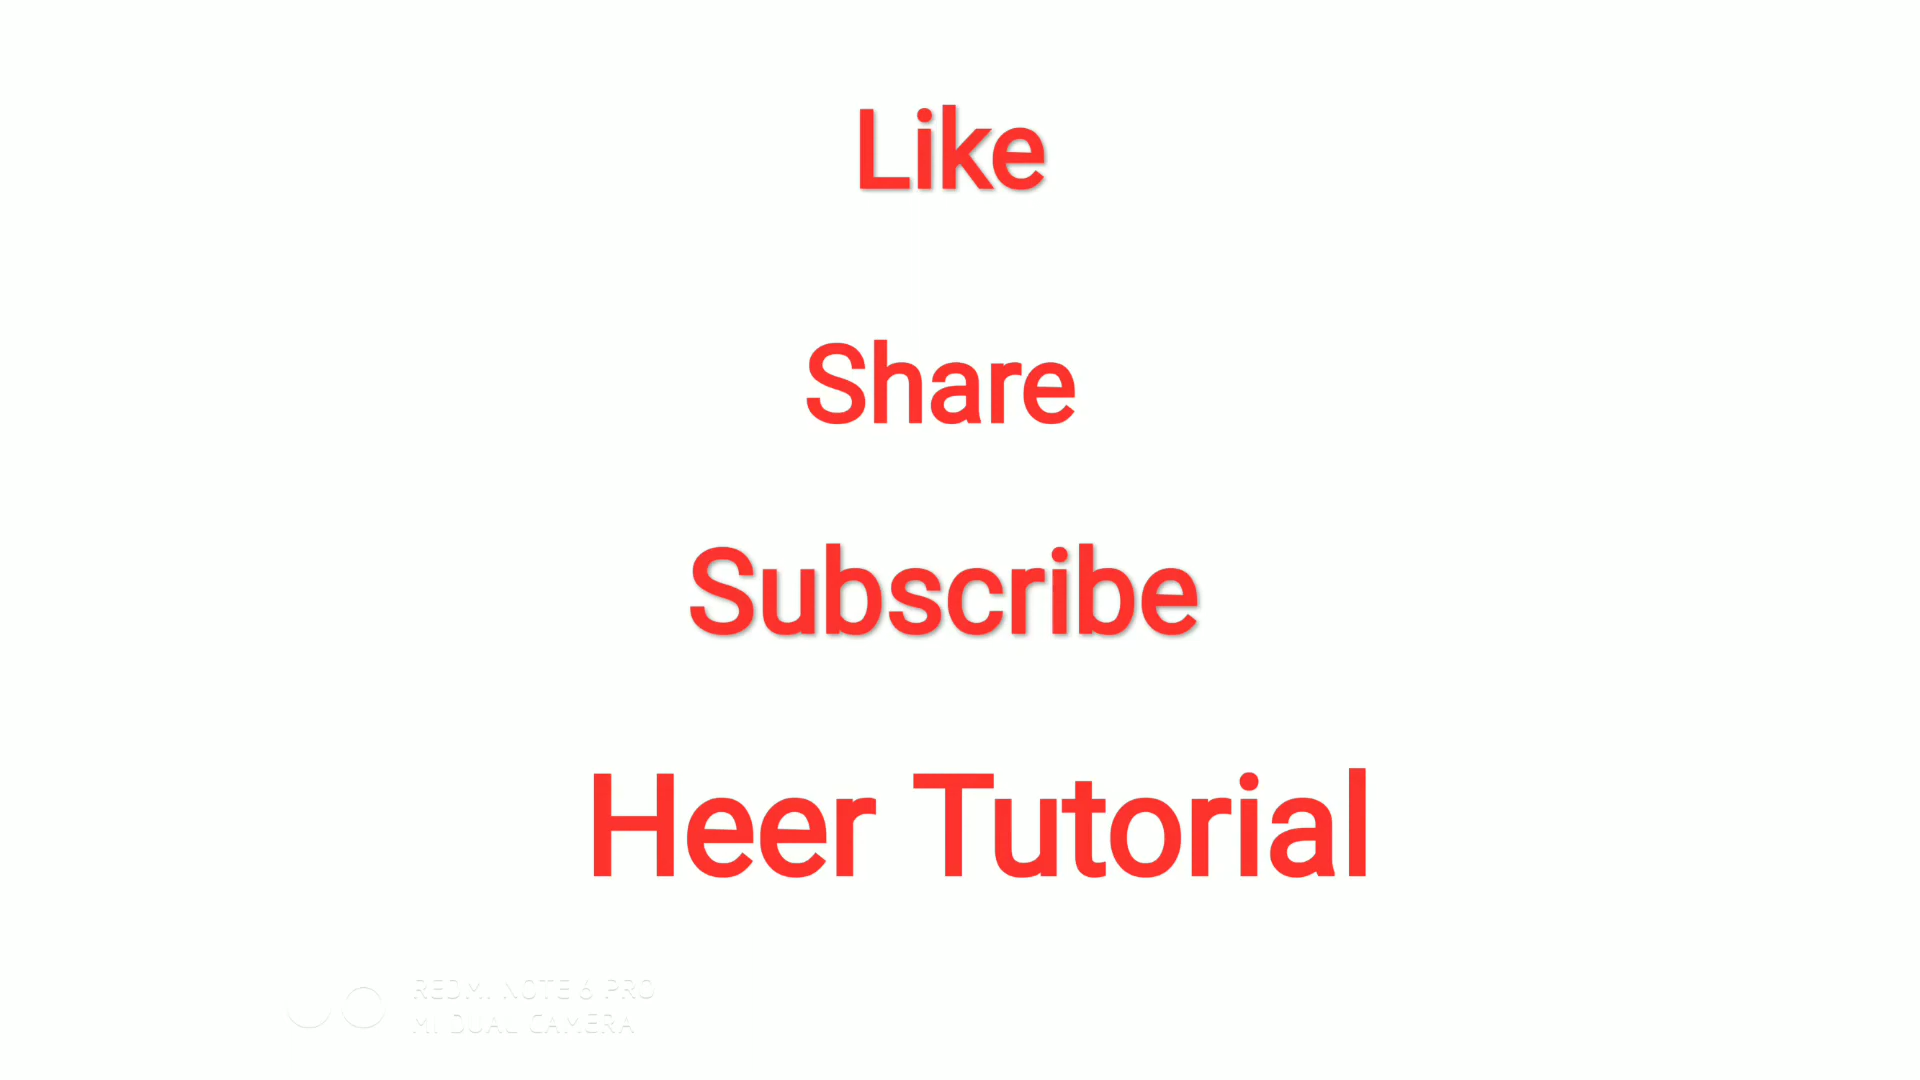 Like
Share
Subscribe
Heer Tutorial
REDMI NOTE 6 PRO
MI DUAL CAMERA